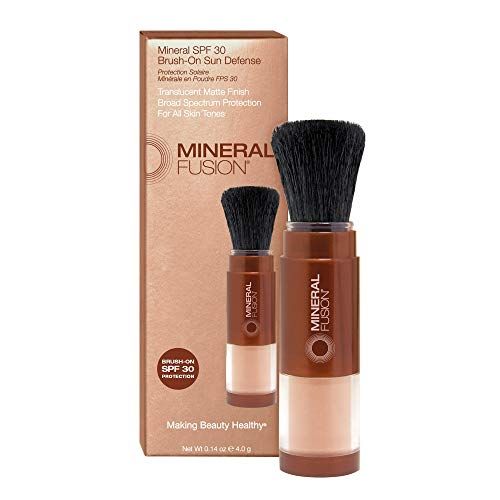 Mineral SPF 30
Brush-On Sun Defense
Protection Solaire
Minérale en Poudre FPS 30
Translucent Matte Finish
Broad Spectrum Protection
For All Skin Tones
MINERAL
FUSION®
MINERAL
FUSION®
BRUSH-ON
SPF 30
PROTECTION
Making Beauty Healthy®
Net Wt 0.14 oz ℮ 4.0 g
MINERAL
FUSION®